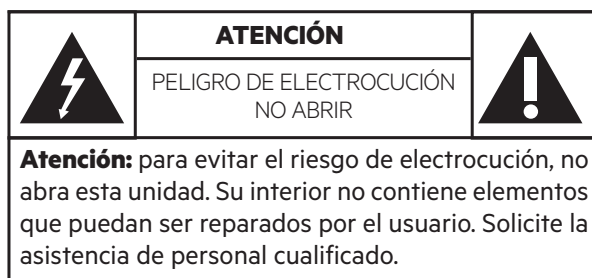 ATENCIÓN
PELIGRO DE ELECTROCUCIÓN
NO ABRIR
Atención: para evitar el riesgo de electrocución, no
abra esta unidad. Su interior no contiene elementos
que puedan ser reparados por el usuario. Solicite la
asistencia de personal cualificado.